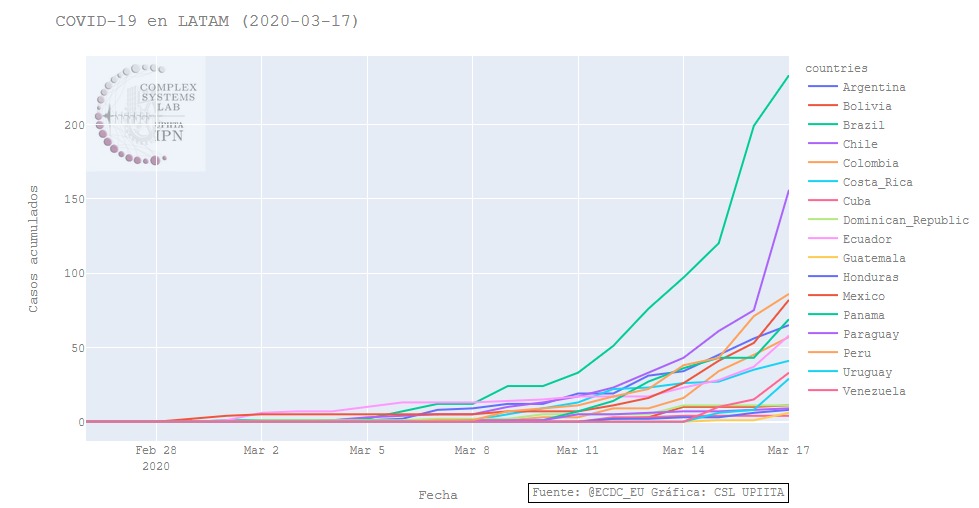 COVID-19 en LATAM (2020-03-17)
COMPLEX
SYSTEMS
LAB
UPIITA
IPN
countries
Argentina
Bolivia
Brazil
Chile
Colombia
Costa_Rica
Cuba
Dominican_Republic
Ecuador
Guatemala
Honduras
Mexico
Panama
Paraguay
Peru
Uruguay
Venezuela
Casos acumulados
200
150
100
50
0
Feb 28
2020
Mar 2
Mar 5
Mar 8
Mar 11
Mar 14
Mar 17
Fecha
Fuente: @ECDC_EU Gráfica: CSL UPIITA